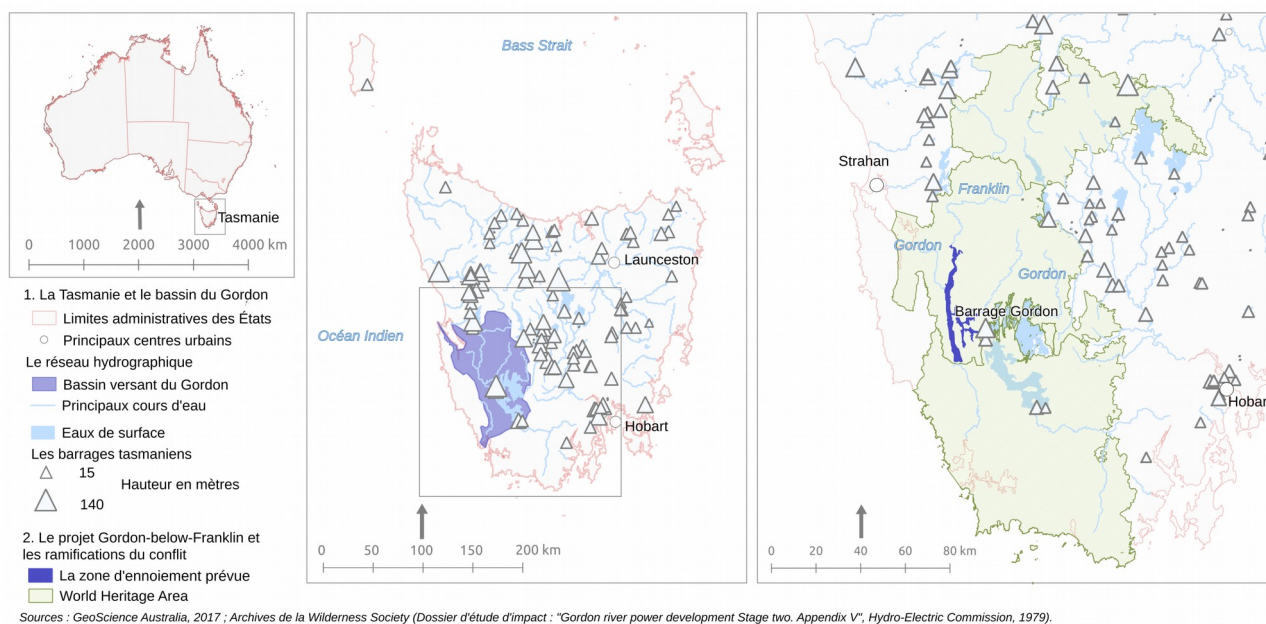 Tasmanie
0 1000 2000 3000 4000 km
1. La Tasmanie et le bassin du Gordon
Limites administratives des États
Principaux centres urbains
Le réseau hydrographique
Bassin versant du Gordon
Principaux cours d'eau
Eaux de surface
Les barrages tasmaniens
15
Hauteur en mètres
140
2. Le projet Gordon-below-Franklin et
les ramifications du conflit
La zone d'ennoiement prévue
World Heritage Area
Bass Strait
Launceston
Océan Indien
Hobart
0 50 100 150 200 km
Strahan
Franklin
Gordon
Gordon
Barrage Gordon
Hobar
0 20 40 60 80 km
Sources : GeoScience Australia, 2017 ; Archives de la Wilderness Society (Dossier d'étude d'impact : "Gordon river power development Stage two. Appendix V", Hydro-Electric Commission, 1979).